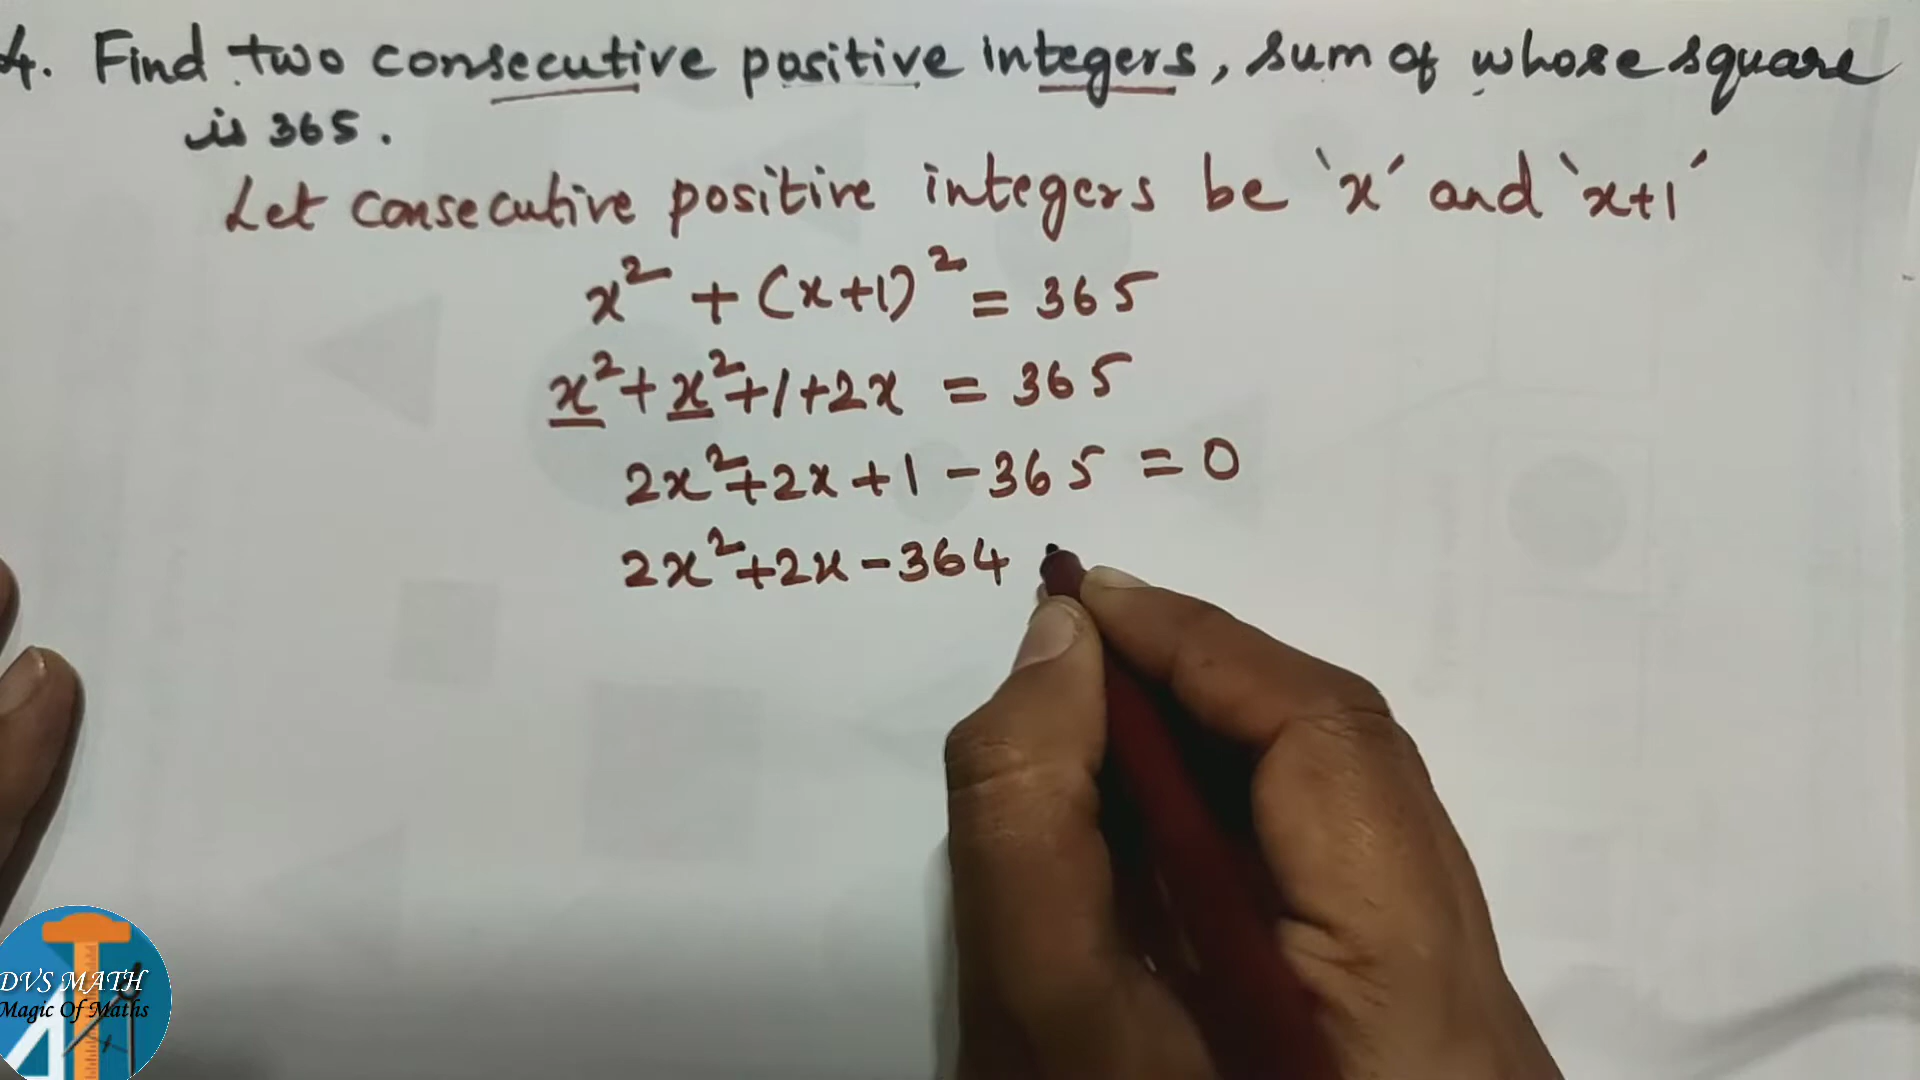 4. Find two consecutive positive integers, sum of whose square
is 365.
Let consecutive positive integers be 'x' and 'x+1'
x² + (x+1)² = 365
x² + x² + 1 + 2x = 365
2x² + 2x + 1 - 365 = 0
2x² + 2x - 364
DVS MATH
Magic Of Maths